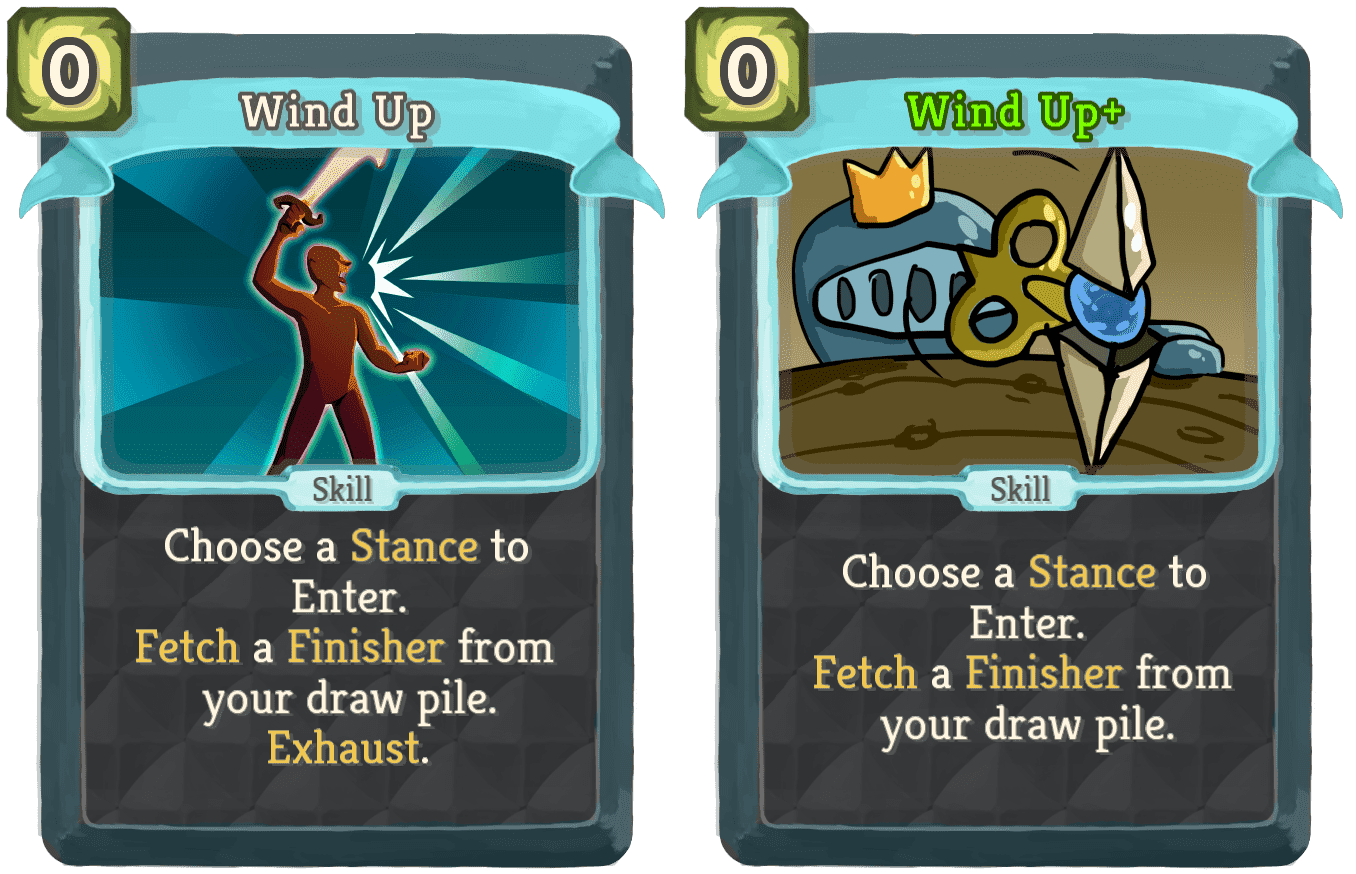 0
Wind Up
Skill
Choose a Stance to
Enter.
Fetch a Finisher from
your draw pile.
Exhaust.
0
Wind Up+
Skill
Choose a Stance to
Enter.
Fetch a Finisher from
your draw pile.